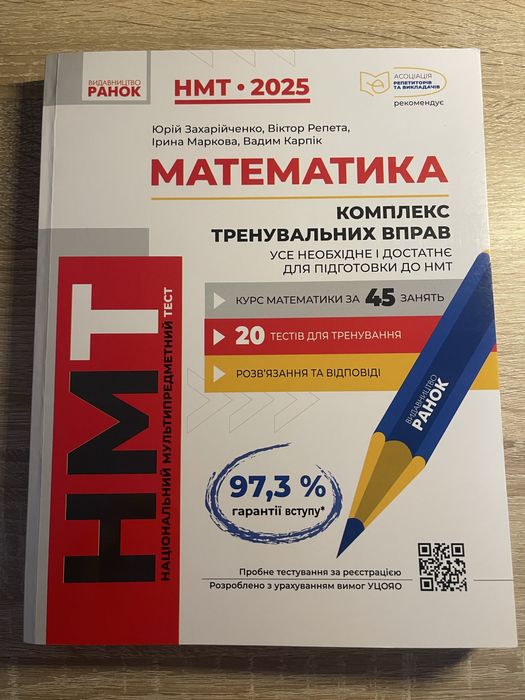 ВИДАВНИЦТВО
РАНОК
НМТ • 2025
АСОЦІАЦІЯ
РЕПЕТИТОРІВ
ТА ВИКЛАДАЧІВ
рекомендує
Юрій Захарійченко, Віктор Репета,
Ірина Маркова, Вадим Карпік
МАТЕМАТИКА
КОМПЛЕКС
ТРЕНУВАЛЬНИХ ВПРАВ
УСЕ НЕОБХІДНЕ І ДОСТАТНЄ
ДЛЯ ПІДГОТОВКИ ДО НМТ
КУРС МАТЕМАТИКИ ЗА 45 ЗАНЯТЬ
20 ТЕСТІВ ДЛЯ ТРЕНУВАННЯ
РОЗВ'ЯЗАННЯ ТА ВІДПОВІДІ
НМТ
НАЦІОНАЛЬНИЙ МУЛЬТИПРЕДМЕТНИЙ ТЕСТ
ВИДАВНИЦТВО
РАНОК
97,3 %
гарантії вступу*
Пробне тестування за реєстрацією
Розроблено з урахуванням вимог УЦОЯО